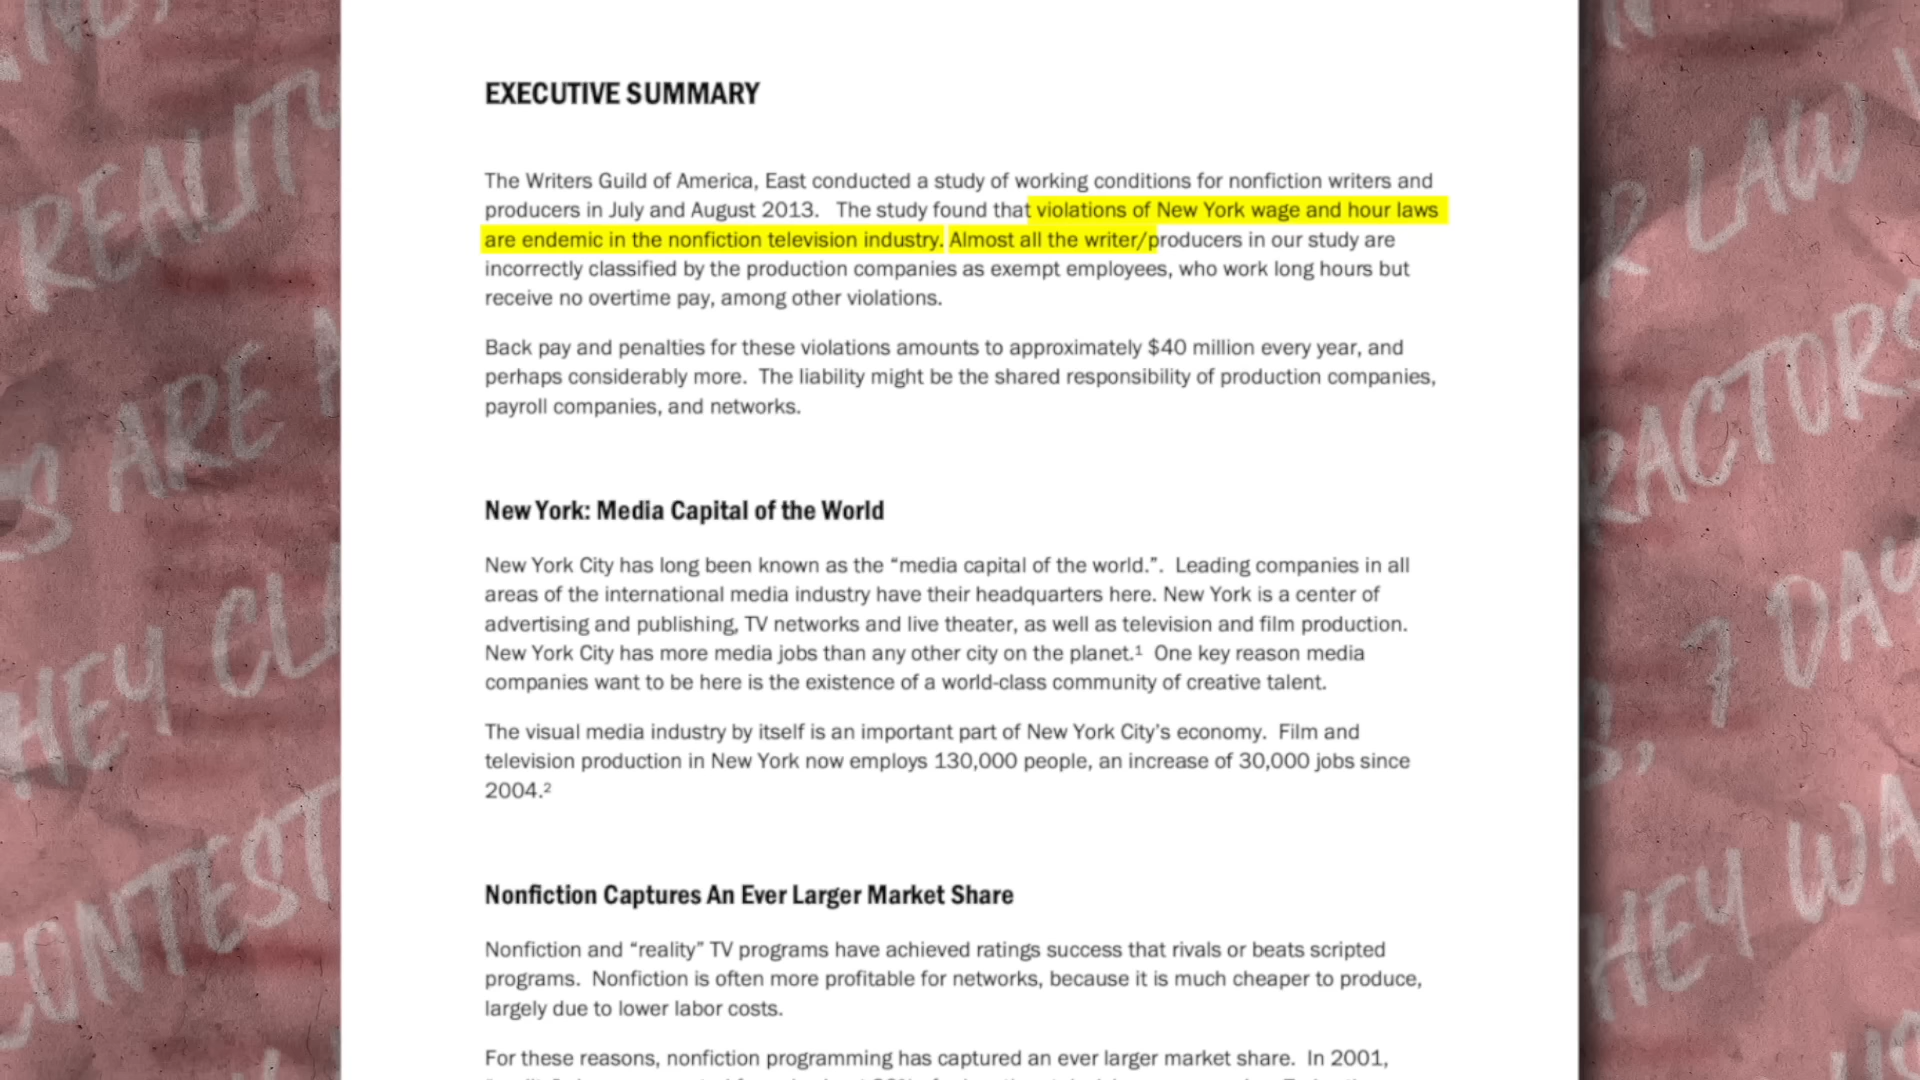 EXECUTIVE SUMMARY
The Writers Guild of America, East conducted a study of working conditions for nonfiction writers and
producers in July and August 2013.   The study found that violations of New York wage and hour laws
are endemic in the nonfiction television industry. Almost all the writer/producers in our study are
incorrectly classified by the production companies as exempt employees, who work long hours but
receive no overtime pay, among other violations.
Back pay and penalties for these violations amounts to approximately $40 million every year, and
perhaps considerably more.  The liability might be the shared responsibility of production companies,
payroll companies, and networks.
New York: Media Capital of the World
New York City has long been known as the “media capital of the world.”.  Leading companies in all
areas of the international media industry have their headquarters here. New York is a center of
advertising and publishing, TV networks and live theater, as well as television and film production.
New York City has more media jobs than any other city on the planet.¹  One key reason media
companies want to be here is the existence of a world-class community of creative talent.
The visual media industry by itself is an important part of New York City’s economy.  Film and
television production in New York now employs 130,000 people, an increase of 30,000 jobs since
2004.²
Nonfiction Captures An Ever Larger Market Share
Nonfiction and “reality” TV programs have achieved ratings success that rivals or beats scripted
programs.  Nonfiction is often more profitable for networks, because it is much cheaper to produce,
largely due to lower labor costs.
For these reasons, nonfiction programming has captured an ever larger market share.  In 2001,
REALIT
ARE
HEY CL
CONTEST
LAW
RACTORS
7 DAY
HEY WA